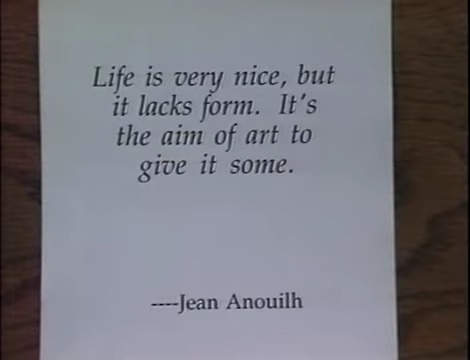 Life is very nice, but
it lacks form.  It's
the aim of art to
give it some.
----Jean Anouilh